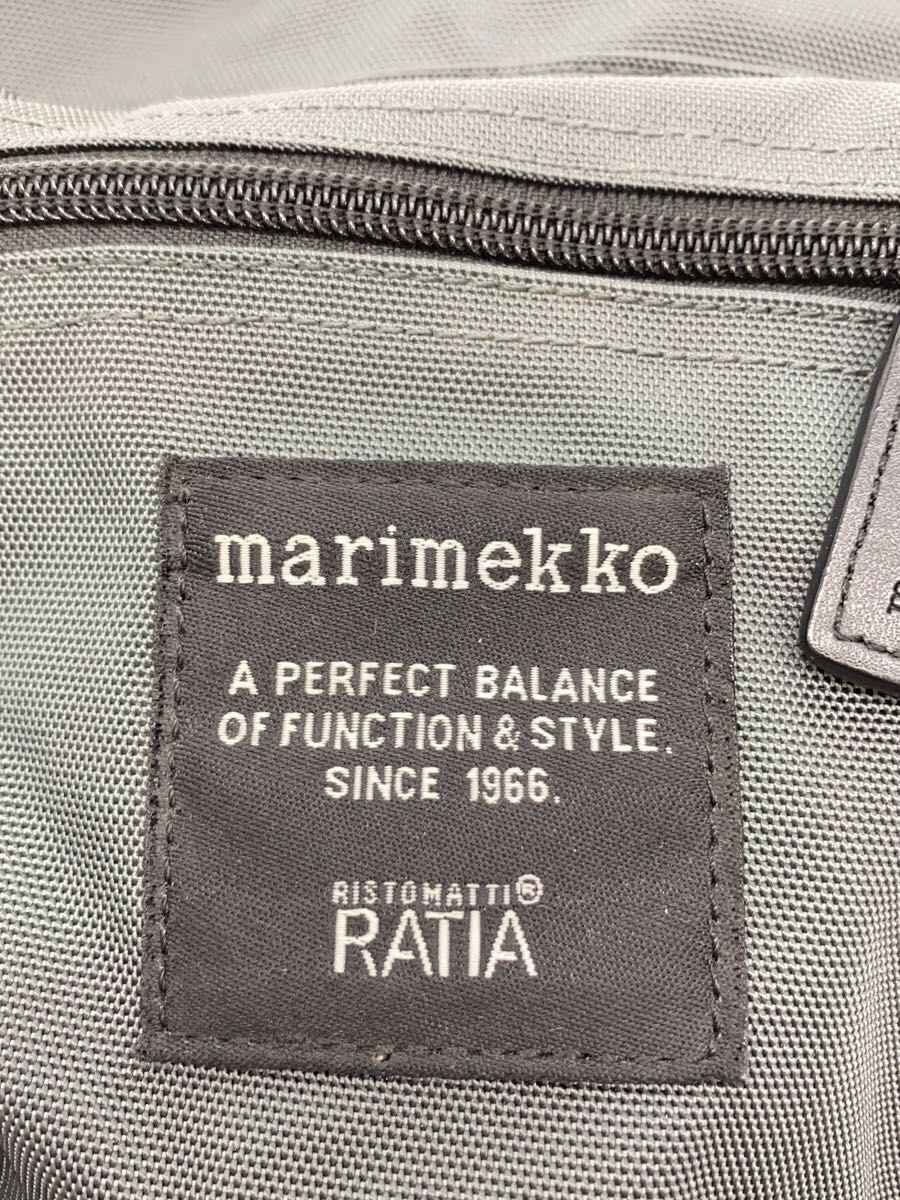 marimekko
A PERFECT BALANCE
OF FUNCTION & STYLE.
SINCE 1966.
RISTOMATTI®
RATIA